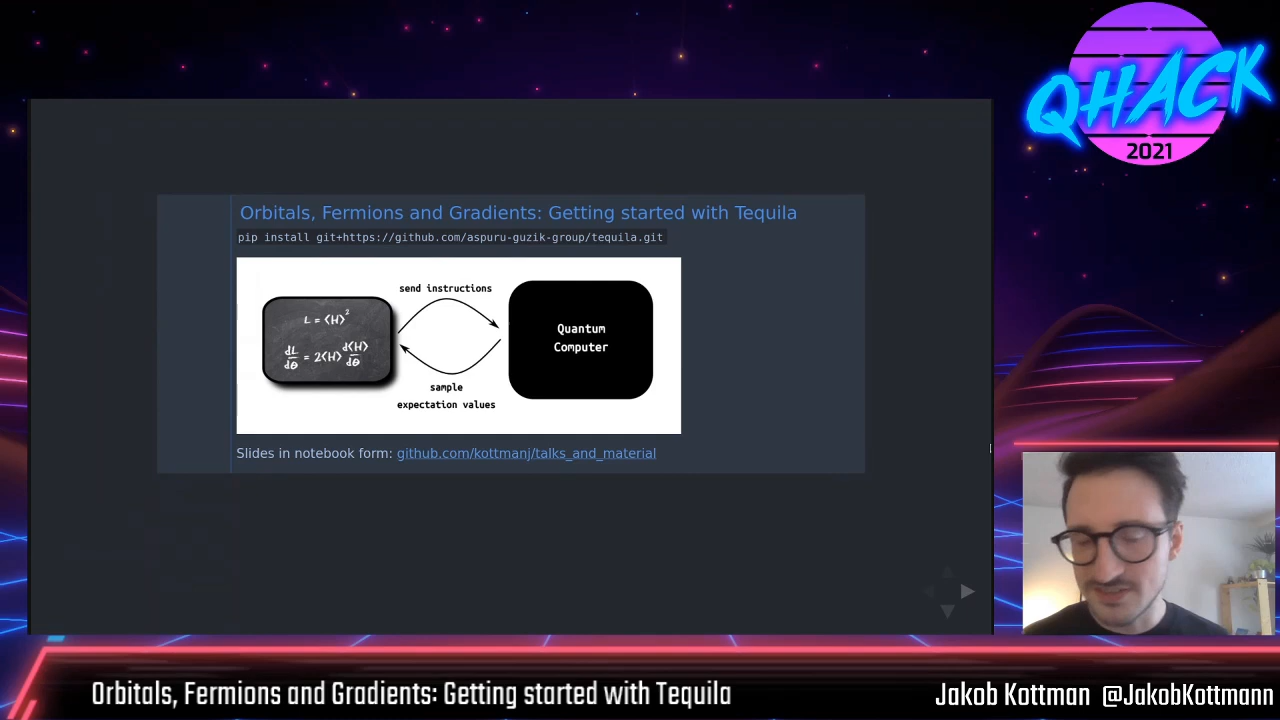 QHACK
2021
Orbitals, Fermions and Gradients: Getting started with Tequila
pip install git+https://github.com/aspuru-guzik-group/tequila.git
send instructions
L = ⟨H⟩²
dL/dθ = 2⟨H⟩ d⟨H⟩/dθ
Quantum
Computer
sample
expectation values
Slides in notebook form: github.com/kottmanj/talks_and_material
Orbitals, Fermions and Gradients: Getting started with Tequila
Jakob Kottman @JakobKottmann